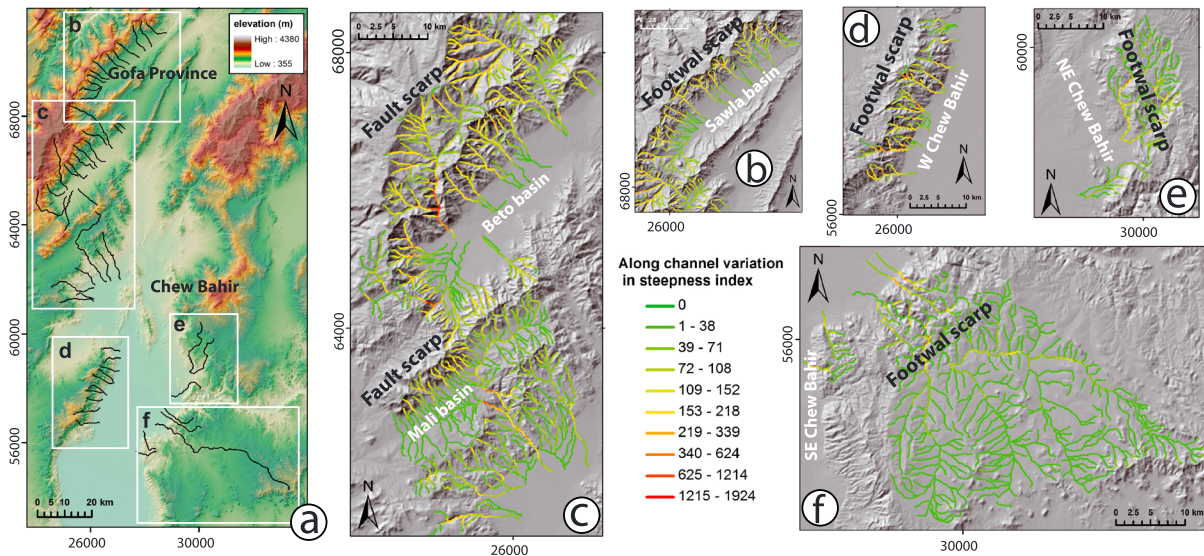 b
elevation (m)
High : 4380
Low : 355
Gofa Province
N
c
68000
64000
Chew Bahir
60000
e
d
f
56000
0 5 10 20 km
26000
30000
a
0 2.5 5 10 km
68000
Fault scarp
Beto basin
64000
Fault scarp
Mali basin
N
26000
c
Footwal scarp
Sawla basin
b
N
68000
26000
d
Footwall scarp
W Chew Bahir
N
0 2.5 5 10 km
56000
26000
0 5 10 km
60000
Footwall scarp
NE Chew Bahir
N
e
30000
Along channel variation
in steepness index
0
1 - 38
39 - 71
72 - 108
109 - 152
153 - 218
219 - 339
340 - 624
625 - 1214
1215 - 1924
N
56000
SE Chew Bahir
Footwal scarp
f
0 2.5 5 10 km
30000